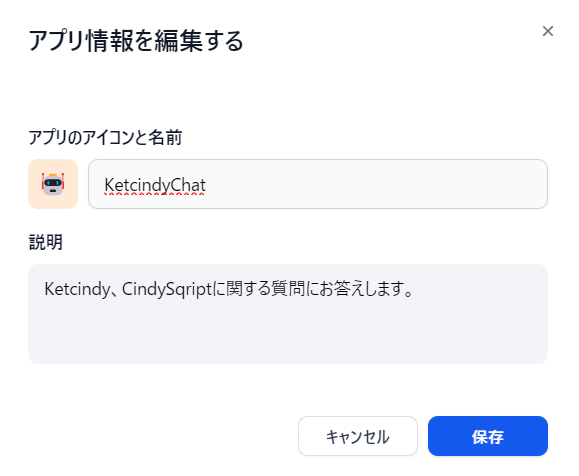 アプリ情報を編集する
アプリのアイコンと名前
KetcindyChat
説明
Ketcindy、CindySqriptに関する質問にお答えします。
キャンセル 保存